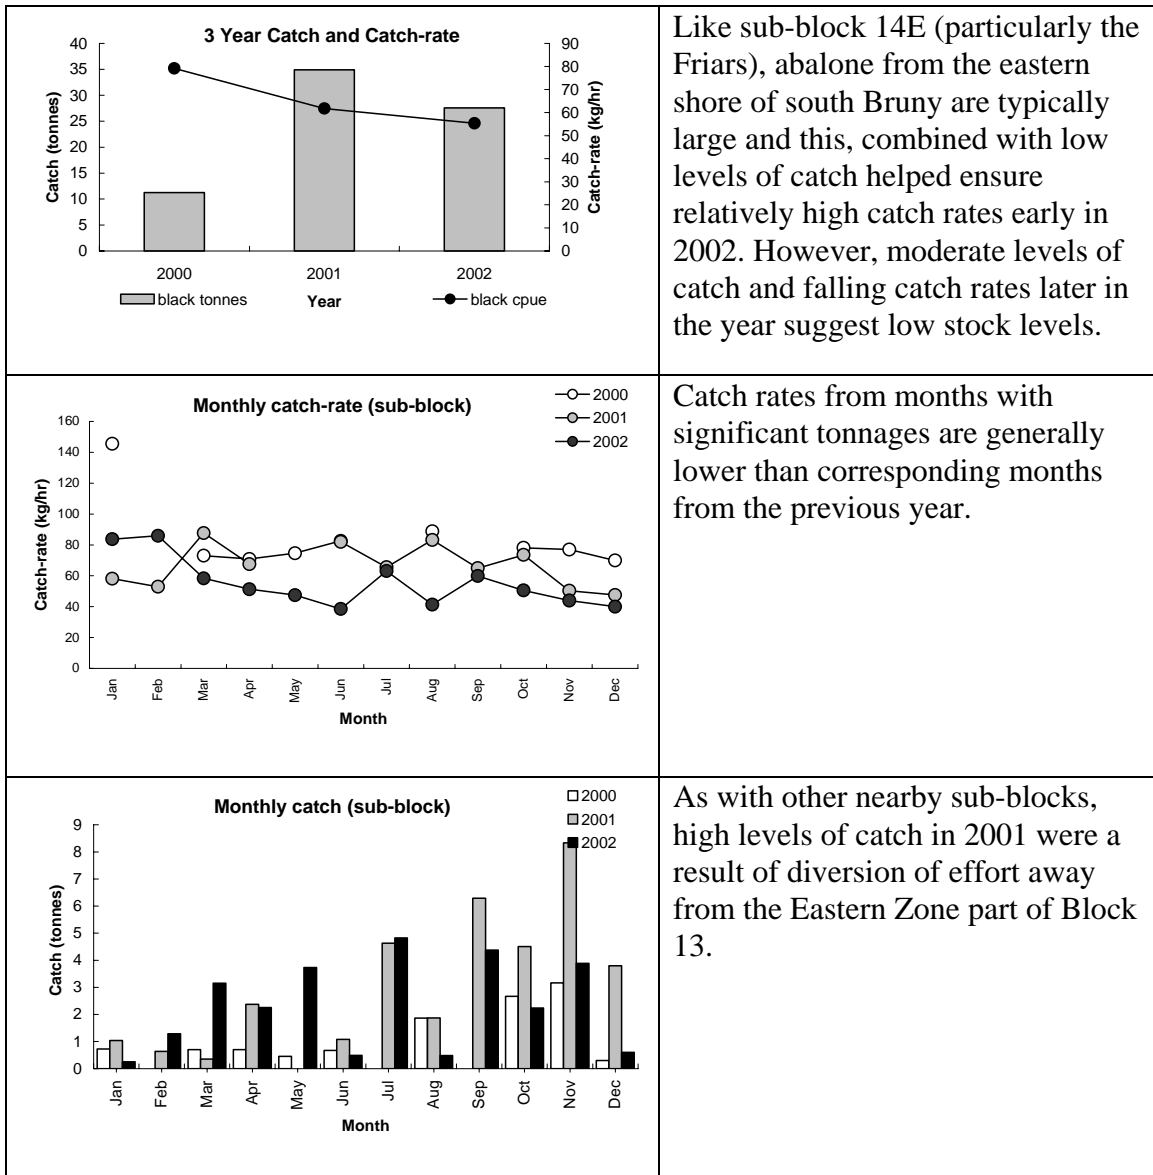 3 Year Catch and Catch-rate
Catch (tonnes)
40
35
30
25
20
15
10
5
0
90
80
70
60
50
40
30
20
10
0
Catch-rate (kg/hr)
2000 2001 2002
black tonnes Year black cpue
Like sub-block 14E (particularly the
Friars), abalone from the eastern
shore of south Bruny are typically
large and this, combined with low
levels of catch helped ensure
relatively high catch rates early in
2002. However, moderate levels of
catch and falling catch rates later in
the year suggest low stock levels.
Monthly catch-rate (sub-block)
2000
2001
2002
Catch-rate (kg/hr)
160
140
120
100
80
60
40
20
0
Jan Feb Mar Apr May Jun Jul Aug Sep Oct Nov Dec
Month
Catch rates from months with
significant tonnages are generally
lower than corresponding months
from the previous year.
Monthly catch (sub-block)
2000
2001
2002
Catch (tonnes)
9
8
7
6
5
4
3
2
1
0
Jan Feb Mar Apr May Jun Jul Aug Sep Oct Nov Dec
Month
As with other nearby sub-blocks,
high levels of catch in 2001 were a
result of diversion of effort away
from the Eastern Zone part of Block
13.